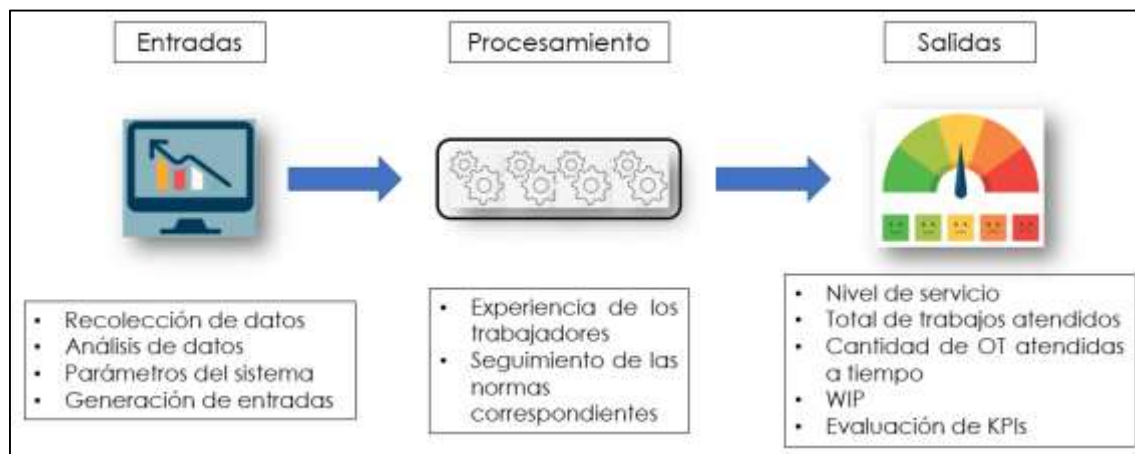 Entradas
Procesamiento
Salidas
• Recolección de datos
• Análisis de datos
• Parámetros del sistema
• Generación de entradas
• Experiencia de los
trabajadores
• Seguimiento de las
normas
correspondientes
• Nivel de servicio
• Total de trabajos atendidos
• Cantidad de OT atendidas
a tiempo
• WIP
• Evaluación de KPIs